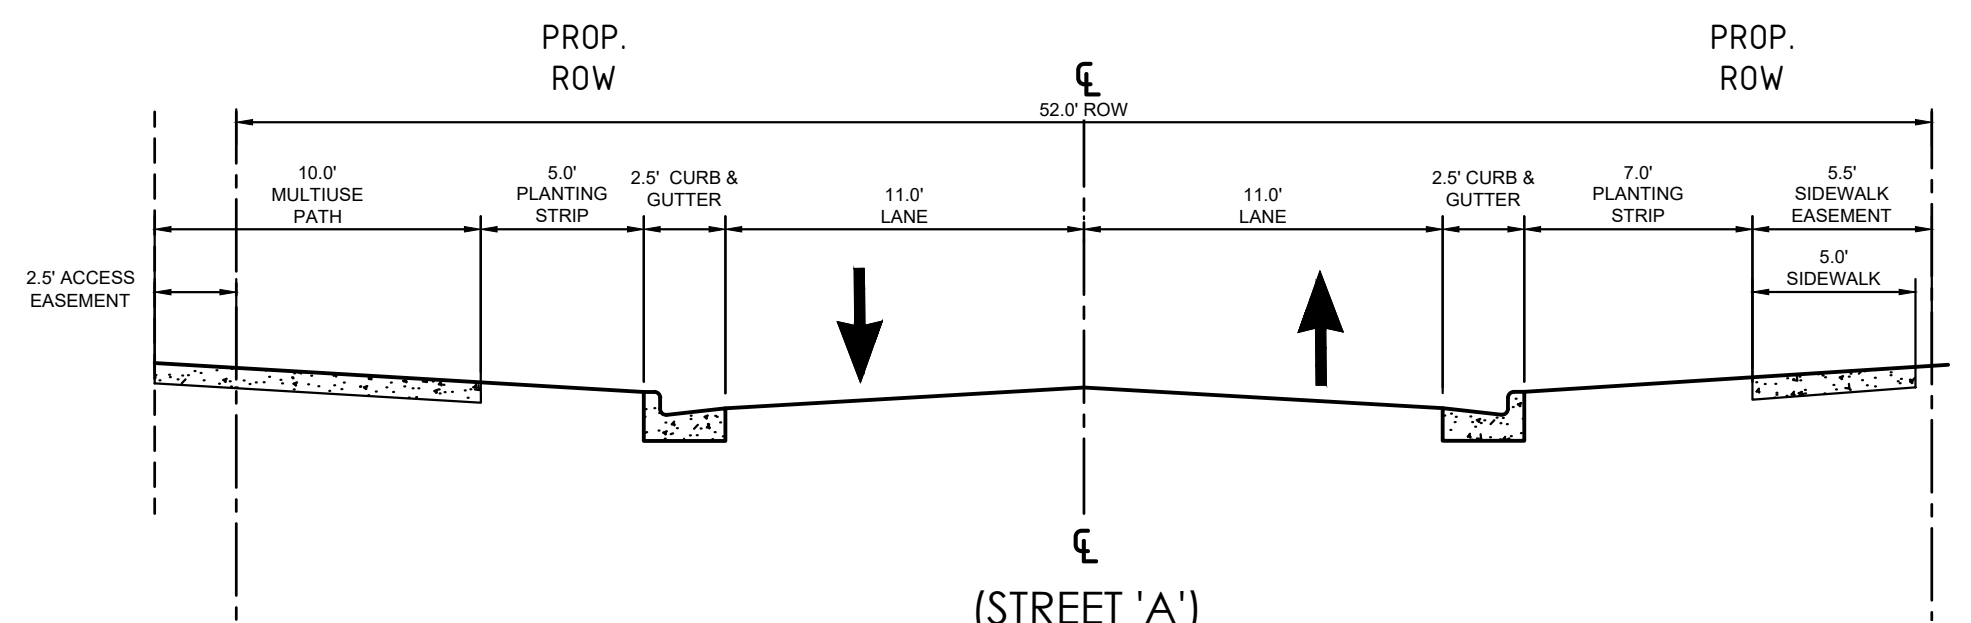 PROP.
ROW
PROP.
ROW
℄
52.0' ROW
10.0'
MULTIUSE
PATH
5.0'
PLANTING
STRIP
2.5' CURB &
GUTTER
11.0'
LANE
11.0'
LANE
2.5' CURB &
GUTTER
7.0'
PLANTING
STRIP
5.5'
SIDEWALK
EASEMENT
2.5' ACCESS
EASEMENT
5.0'
SIDEWALK
℄
(STREET 'A')